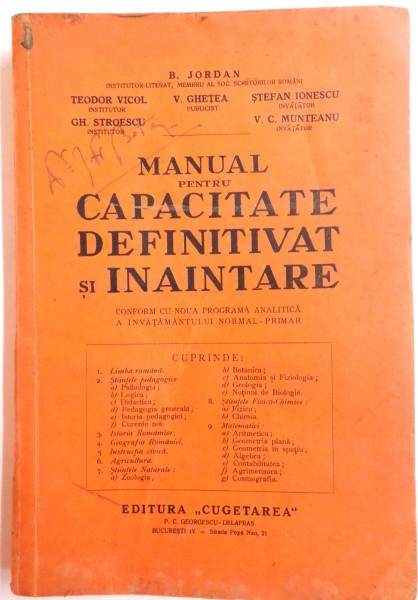 B. JORDAN
INSTITUTOR-LITERAT, MEMBRU AL SOC. SCRIITORILOR ROMÂNI
TEODOR VICOL V. GHEȚEA ȘTEFAN IONESCU
INSTITUTOR PUBLICIST INVĂȚĂTOR
GH. STROESCU V. C. MUNTEANU
INSTITUTOR INVĂȚĂTOR
MANUAL
PENTRU
CAPACITATE
DEFINITIVAT
ȘI INAINTARE
CONFORM CU NOUA PROGRAMĂ ANALITICĂ
A INVĂȚĂMÂNTULUI NORMAL-PRIMAR
CUPRINDE:
1. Limba română.
2. Științele pedagogice
a) Psihologia;
b) Logica;
c) Didactica;
d) Pedagogia generală;
e) Istoria pedagogiei;
f) Curente noi.
3. Istoria Românilor.
4. Geografia României.
5. Instrucția civică.
6. Agricultura.
7. Științele Naturale:
a) Zoologia;
b) Botanica;
c) Anatomia și Fiziologia;
d) Geologia;
e) Noțiuni de Biologie.
8. Științele Fizico-Chimice:
a) Fizica;
b) Chimia.
9. Matematici:
a) Aritmetica;
b) Geometria plană;
c) Geometria în spațiu;
d) Algebra;
e) Contabilitatea;
f) Agrimensora;
g) Cosmografia.
EDITURA „CUGETAREA"
P. C. GEORGESCU-DELAFRAS
BUCUREȘTI IV — Strada Popa Nan, 21